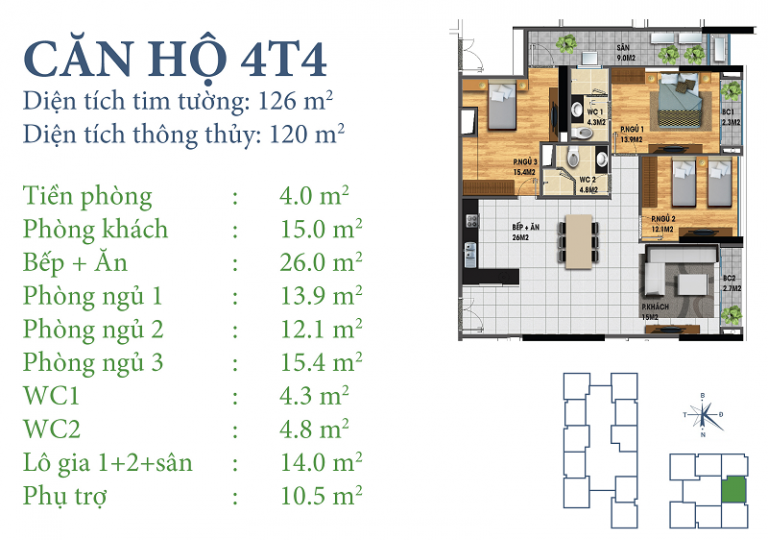 CĂN HỘ 4T4
Diện tích tim tường: 126 m²
Diện tích thông thủy: 120 m²
Tiền phòng : 4.0 m²
Phòng khách : 15.0 m²
Bếp + Ăn : 26.0 m²
Phòng ngủ 1 : 13.9 m²
Phòng ngủ 2 : 12.1 m²
Phòng ngủ 3 : 15.4 m²
WC1 : 4.3 m²
WC2 : 4.8 m²
Lô gia 1+2+sân : 14.0 m²
Phụ trợ : 10.5 m²
SÂN
9.0M2
WC 1
4.3M2
P.NGỦ 1
13.9M2
BC1
2.3M2
P.NGỦ 3
15.4M2
WC 2
4.8M2
P.NGỦ 2
12.1M2
BẾP + ĂN
26M2
BC2
2.7M2
P.KHÁCH
15M2
B
T Đ
N